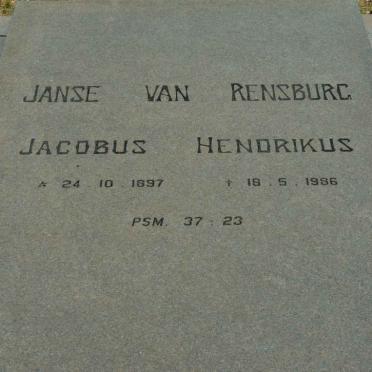 JANSE VAN RENSBURG
JACOBUS HENDRIKUS
* 24.10.1897 † 18.5.1986
PSM. 37:23